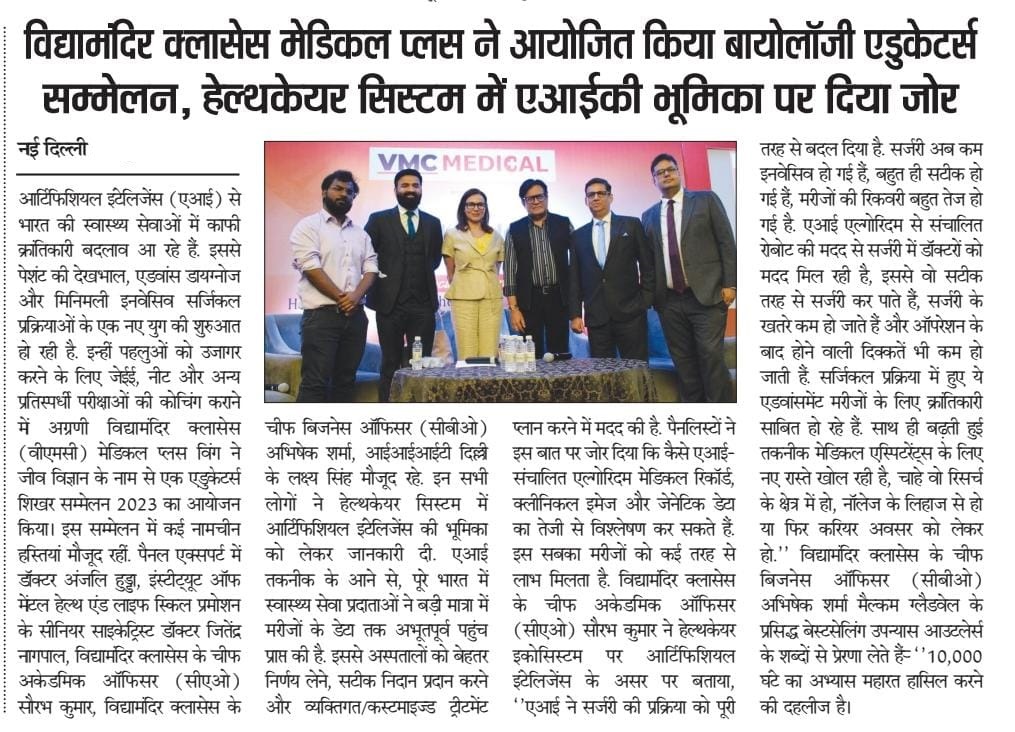 विद्यामंदिर क्लासेस मेडिकल प्लस ने आयोजित किया बायोलॉजी एडुकेटर्स
सम्मेलन, हेल्थकेयर सिस्टम में एआईकी भूमिका पर दिया जोर
नई दिल्ली
आर्टिफिशियल इंटेलिजेंस (एआई) से
भारत की स्वास्थ्य सेवाओं में काफी
क्रांतिकारी बदलाव आ रहे हैं. इससे
पेशंट की देखभाल, एडवांस डायग्नोज
और मिनिमली इनवेसिव सर्जिकल
प्रक्रियाओं के एक नए युग की शुरुआत
हो रही है. इन्हीं पहलुओं को उजागर
करने के लिए जेईई, नीट और अन्य
प्रतिस्पर्धी परीक्षाओं की कोचिंग कराने
में अग्रणी विद्यामंदिर क्लासेस
(वीएमसी) मेडिकल प्लस विंग ने
जीव विज्ञान के नाम से एक एडुकेटर्स
शिखर सम्मेलन 2023 का आयोजन
किया। इस सम्मेलन में कई नामचीन
हस्तियां मौजूद रहीं. पैनल एक्सपर्ट में
डॉक्टर अंजलि हुड्डा, इंस्टीट्यूट ऑफ
मेंटल हेल्थ एंड लाइफ स्किल प्रमोशन
के सीनियर साइकेट्रिस्ट डॉक्टर जितेंद्र
नागपाल, विद्यामंदिर क्लासेस के चीफ
अकेडमिक ऑफिसर (सीएओ)
सौरभ कुमार, विद्यामंदिर क्लासेस के
VMC MEDICAL
चीफ बिजनेस ऑफिसर (सीबीओ)
अभिषेक शर्मा, आईआईआईटी दिल्ली
के लक्ष्य सिंह मौजूद रहे. इन सभी
लोगों ने हेल्थकेयर सिस्टम में
आर्टिफिशियल इंटेलिजेंस की भूमिका
को लेकर जानकारी दी. एआई
तकनीक के आने से, पूरे भारत में
स्वास्थ्य सेवा प्रदाताओं ने बड़ी मात्रा में
मरीजों के डेटा तक अभूतपूर्व पहुंच
प्राप्त की है. इससे अस्पतालों को बेहतर
निर्णय लेने, सटीक निदान प्रदान करने
और व्यक्तिगत/कस्टमाइज्ड ट्रीटमेंट
प्लान करने में मदद की है. पैनलिस्टों ने
इस बात पर जोर दिया कि कैसे एआई-
संचालित एल्गोरिदम मेडिकल रिकॉर्ड,
क्लीनिकल इमेज और जेनेटिक डेटा
का तेजी से विश्लेषण कर सकते हैं.
इस सबका मरीजों को कई तरह से
लाभ मिलता है. विद्यामंदिर क्लासेस
के चीफ अकेडमिक ऑफिसर
(सीएओ) सौरभ कुमार ने हेल्थकेयर
इकोसिस्टम पर आर्टिफिशियल
इंटेलिजेंस के असर पर बताया,
‘‘एआई ने सर्जरी की प्रक्रिया को पूरी
तरह से बदल दिया है. सर्जरी अब कम
इनवेसिव हो गई हैं, बहुत ही सटीक हो
गई हैं, मरीजों की रिकवरी बहुत तेज हो
गई है. एआई एल्गोरिदम से संचालित
रोबोट की मदद से सर्जरी में डॉक्टरों को
मदद मिल रही है, इससे वो सटीक
तरह से सर्जरी कर पाते हैं, सर्जरी के
खतरे कम हो जाते हैं और ऑपरेशन के
बाद होने वाली दिक्कतें भी कम हो
जाती हैं. सर्जिकल प्रक्रिया में हुए ये
एडवांसमेंट मरीजों के लिए क्रांतिकारी
साबित हो रहे हैं. साथ ही बढ़ती हुई
तकनीक मेडिकल एस्पिरटेंर्‍ट्स के लिए
नए रास्ते खोल रही है, चाहे वो रिसर्च
के क्षेत्र में हो, नॉलेज के लिहाज से हो
या फिर करियर अवसर को लेकर
हो.’’ विद्यामंदिर क्लासेस के चीफ
बिजनेस ऑफिसर (सीबीओ)
अभिषेक शर्मा मैल्कम ग्लैडवेल के
प्रसिद्ध बेस्टसेलिंग उपन्यास आउटलेर्स
के शब्दों से प्रेरणा लेते हैं-‘’10,000
घंटे का अभ्यास महारत हासिल करने
की दहलीज है।